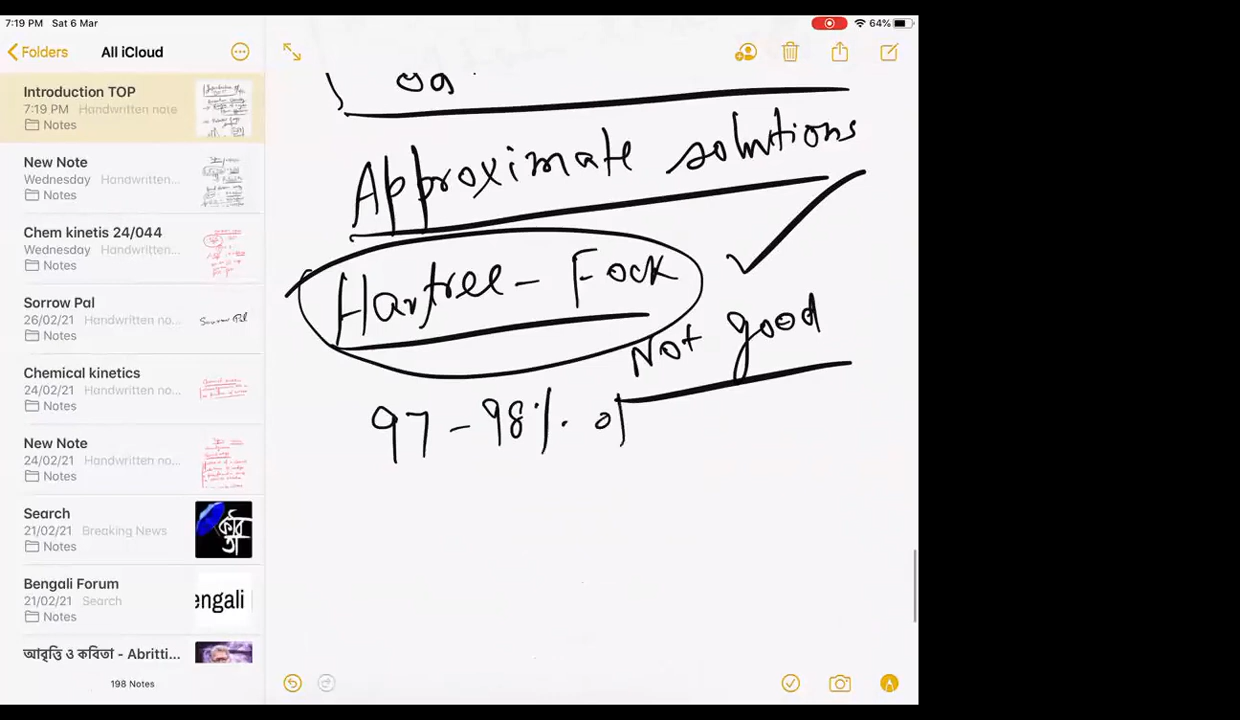 7:19 PM Sat 6 Mar
64%
Folders
All iCloud
Introduction TOP
7:19 PM Handwritten note
Notes
New Note
Wednesday Handwritten...
Notes
Chem kinetis 24/044
Wednesday Handwritten...
Notes
Sorrow Pal
26/02/21 Handwritten no...
Notes
Chemical kinetics
24/02/21 Handwritten no...
Notes
New Note
24/02/21 Handwritten no...
Notes
Search
21/02/21 Breaking News
Notes
Bengali Forum
21/02/21 Search
Notes
engali
আবৃত্তি ও কবিতা - Abritti...
198 Notes
Approximate solutions
Hartree - Fock
Not good
97 - 98% of